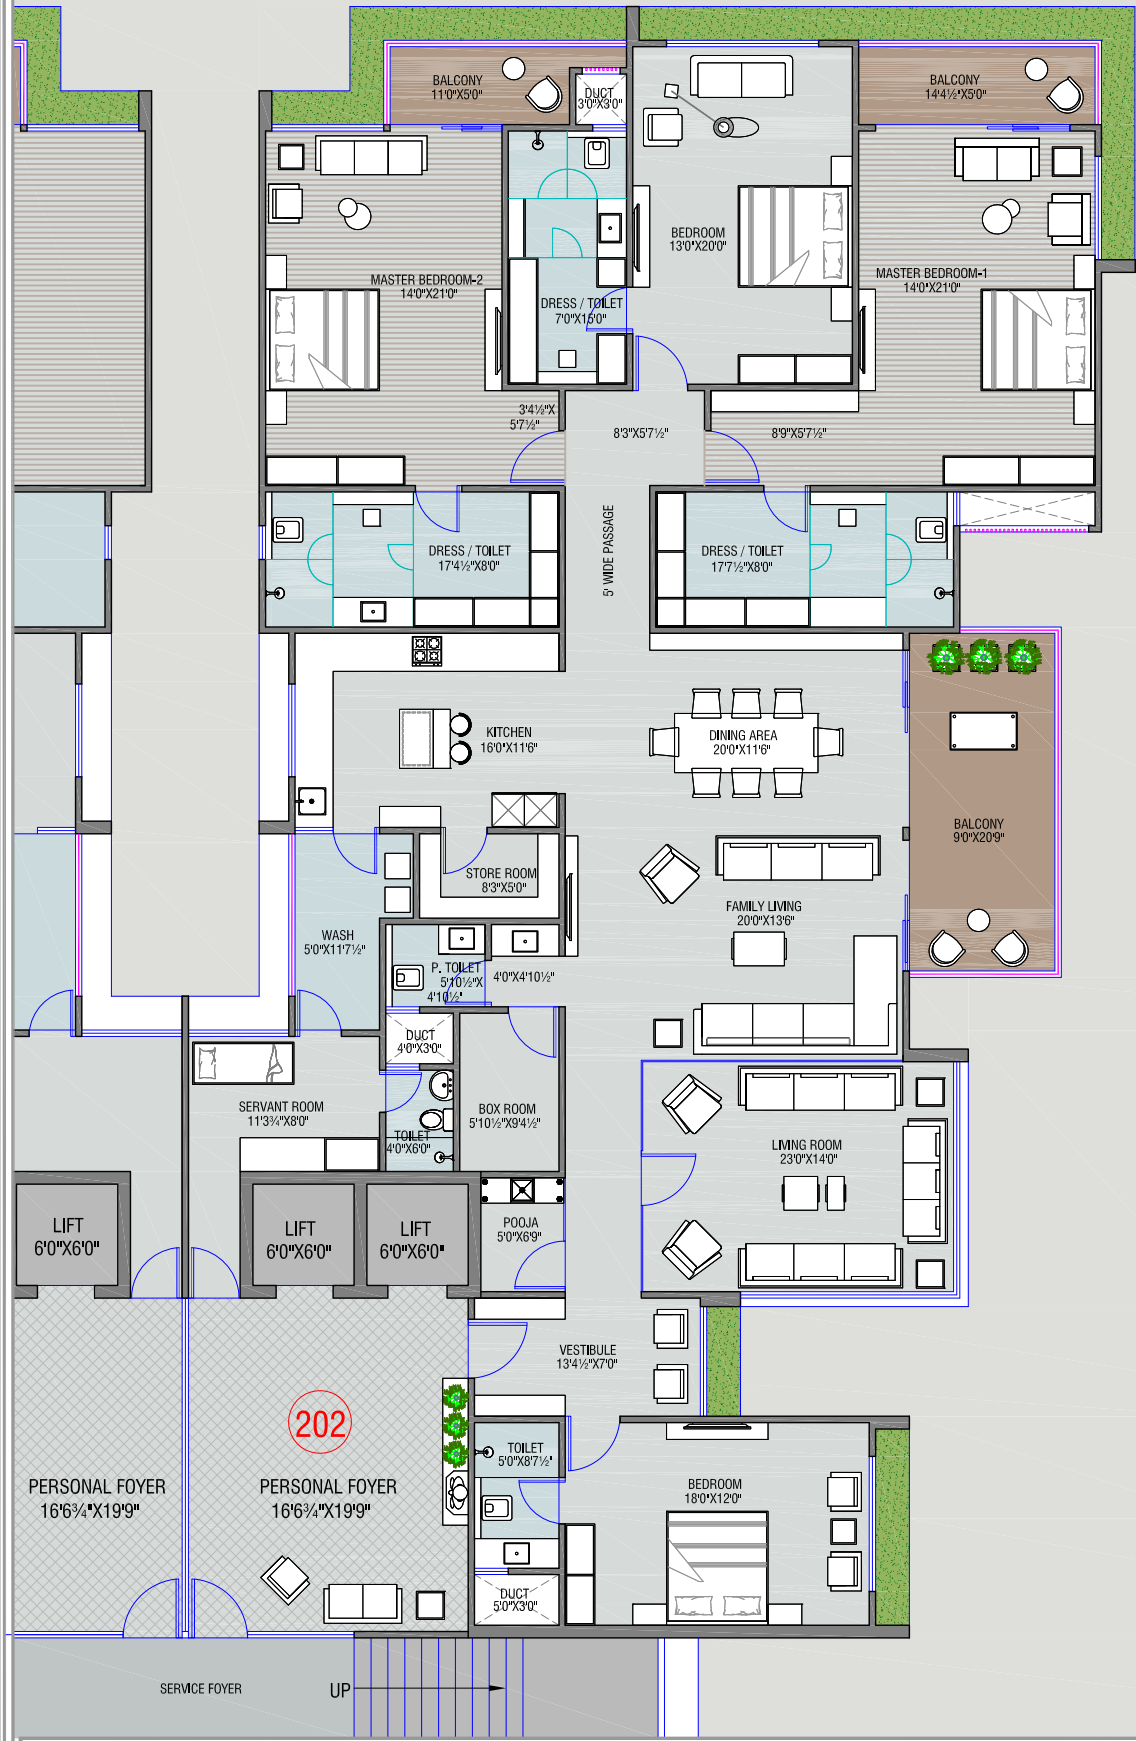 BALCONY
11'0"X5'0"
DUCT
3'0"X3'0"
BALCONY
14'4½"X5'0"
BEDROOM
13'0"X20'0"
MASTER BEDROOM-2
14'0"X21'0"
MASTER BEDROOM-1
14'0"X21'0"
DRESS / TOILET
7'0"X15'0"
3'4½"X
5'7½"
8'3"X5'7½"
8'9"X5'7½"
5' WIDE PASSAGE
DRESS / TOILET
17'4½"X8'0"
DRESS / TOILET
17'7½"X8'0"
KITCHEN
16'0"X11'6"
DINING AREA
20'0"X11'6"
BALCONY
9'0"X20'9"
STORE ROOM
8'3"X5'0"
FAMILY LIVING
20'0"X13'6"
WASH
5'0"X11'7½"
P. TOILET
5'10½"X
4'10½"
4'0"X4'10½"
DUCT
4'0"X3'0"
SERVANT ROOM
11'3¾"X8'0"
BOX ROOM
5'10½"X9'4½"
TOILET
4'0"X6'0"
LIVING ROOM
23'0"X14'0"
LIFT
6'0"X6'0"
LIFT
6'0"X6'0"
LIFT
6'0"X6'0"
POOJA
5'0"X6'9"
VESTIBULE
13'4½"X7'0"
202
TOILET
5'0"X8'7½"
PERSONAL FOYER
16'6¾"X19'9"
PERSONAL FOYER
16'6¾"X19'9"
BEDROOM
18'0"X12'0"
DUCT
5'0"X3'0"
SERVICE FOYER
UP